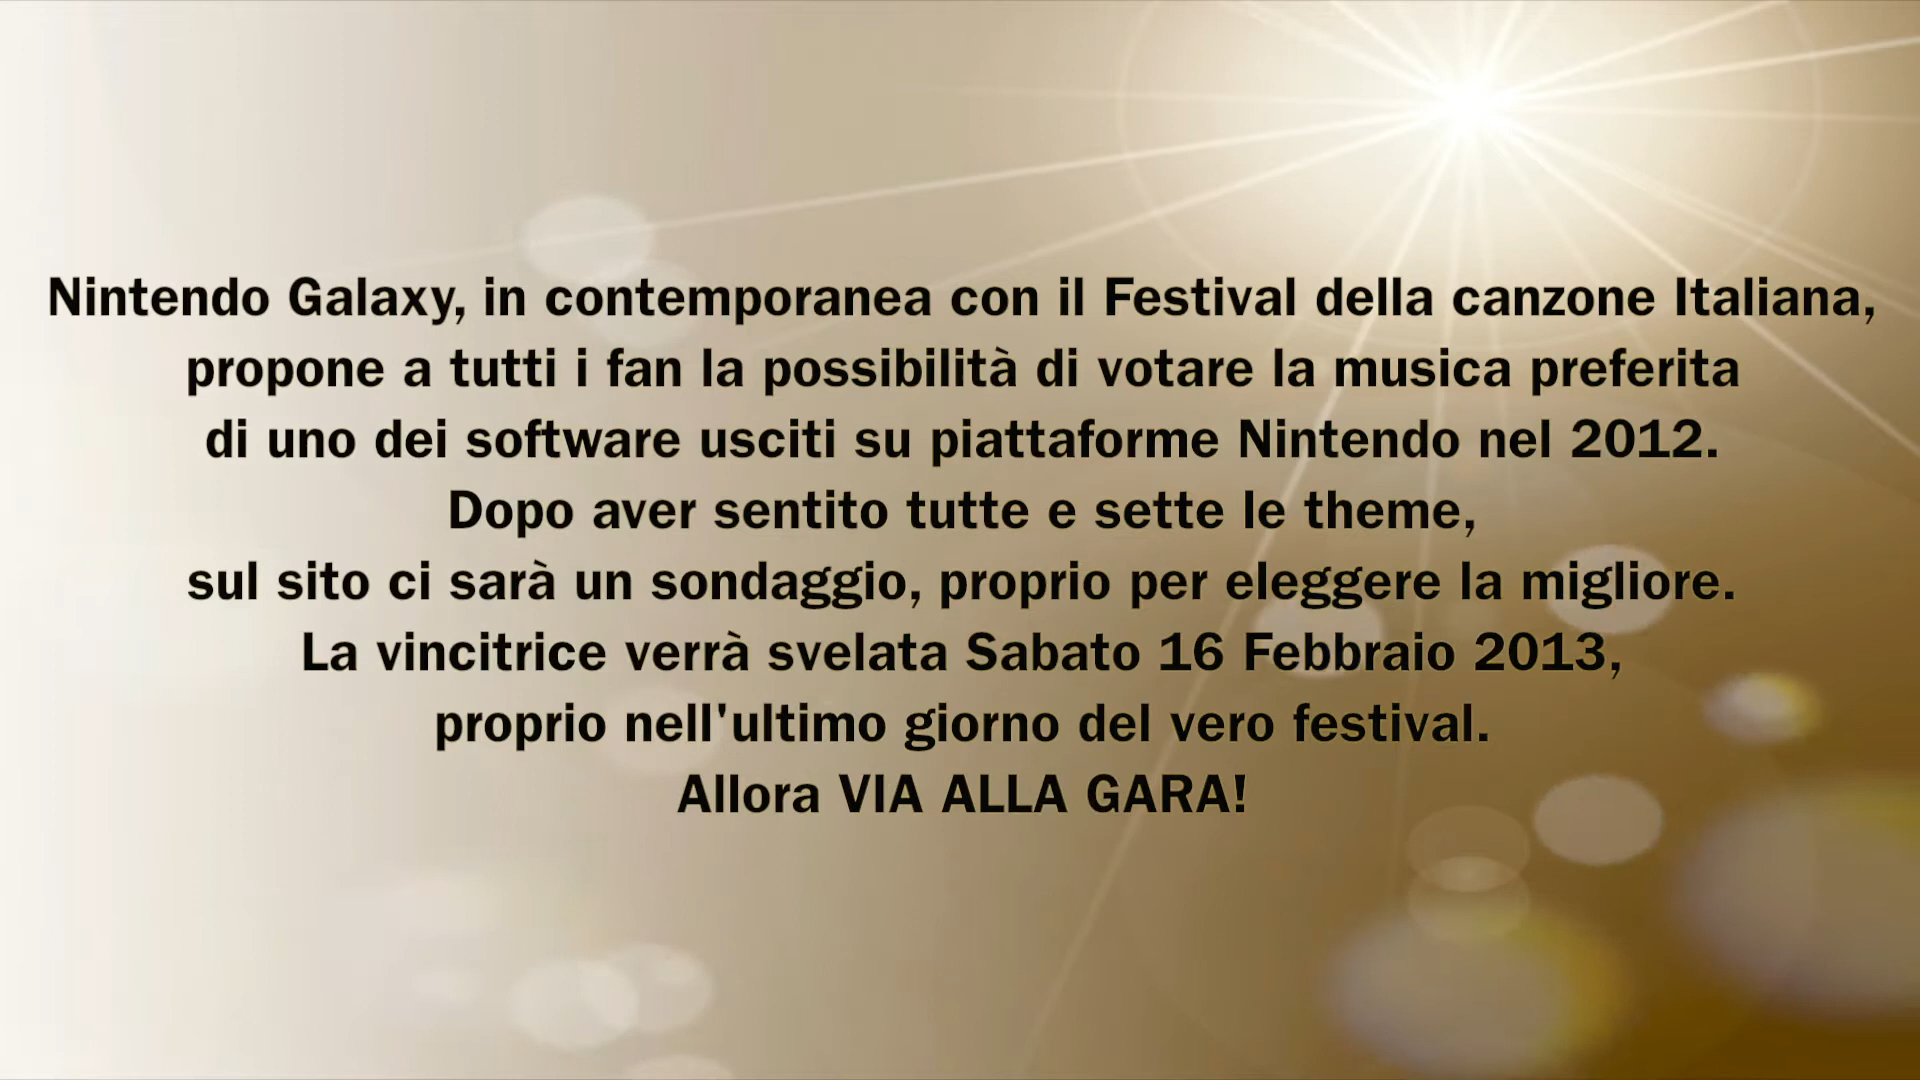 Nintendo Galaxy, in contemporanea con il Festival della canzone Italiana,
propone a tutti i fan la possibilità di votare la musica preferita
di uno dei software usciti su piattaforme Nintendo nel 2012.
Dopo aver sentito tutte e sette le theme,
sul sito ci sarà un sondaggio, proprio per eleggere la migliore.
La vincitrice verrà svelata Sabato 16 Febbraio 2013,
proprio nell'ultimo giorno del vero festival.
Allora VIA ALLA GARA!